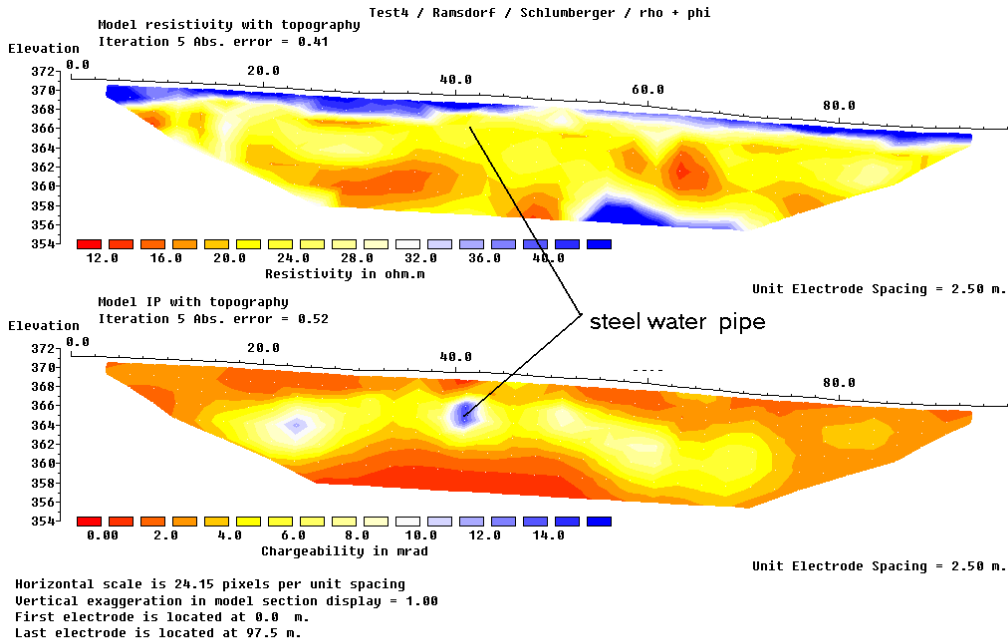 Test4 / Ramsdorf / Schlumberger / rho + phi
Model resistivity with topography
Iteration 5 Abs. error = 0.41
Elevation
0.0
20.0
40.0
60.0
80.0
372
370
368
366
364
362
360
358
356
354
12.0 16.0 20.0 24.0 28.0 32.0 36.0 40.0
Resistivity in ohm.m
Unit Electrode Spacing = 2.50 m.
Model IP with topography
Iteration 5 Abs. error = 0.52
steel water pipe
Elevation
0.0
20.0
40.0
80.0
372
370
368
366
364
362
360
358
356
354
0.00 2.0 4.0 6.0 8.0 10.0 12.0 14.0
Chargeability in mrad
Unit Electrode Spacing = 2.50 m.
Horizontal scale is 24.15 pixels per unit spacing
Vertical exaggeration in model section display = 1.00
First electrode is located at 0.0 m.
Last electrode is located at 97.5 m.